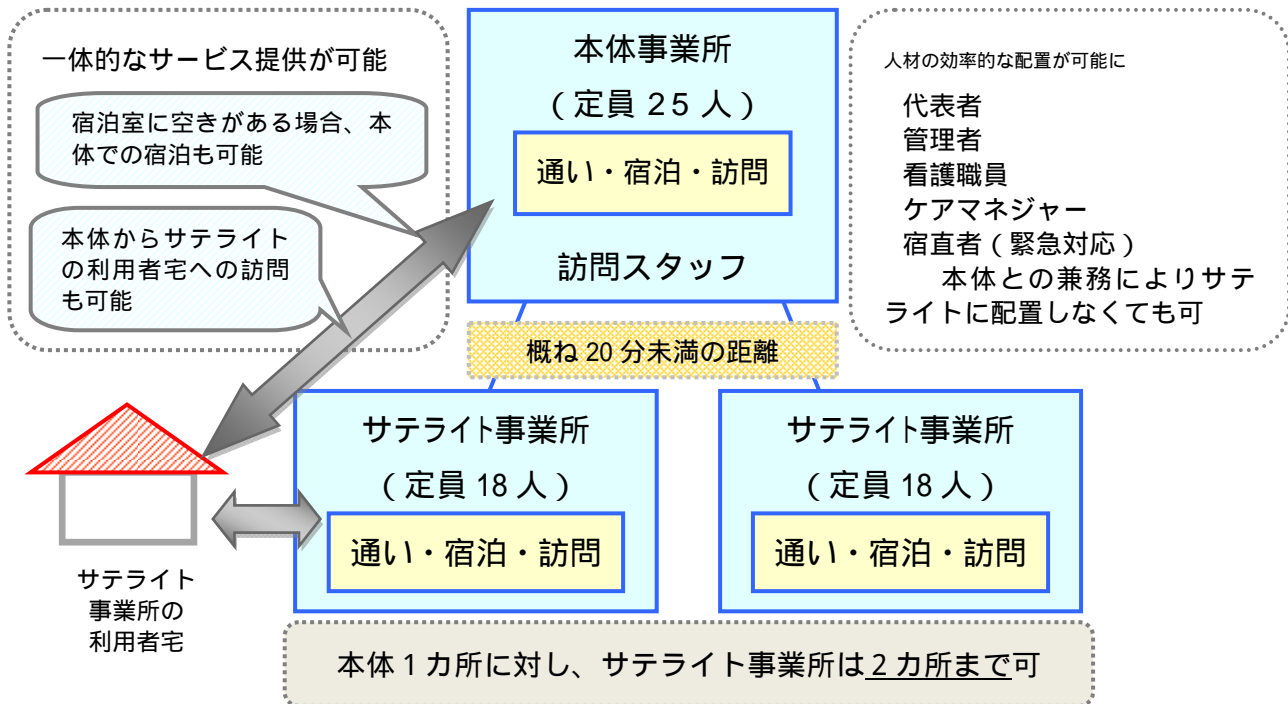 一体的なサービス提供が可能
宿泊室に空きがある場合、本
体での宿泊も可能
本体からサテライト
の利用者宅への訪問
も可能
本体事業所
（定員 25 人）
通い・宿泊・訪問
訪問スタッフ
人材の効率的な配置が可能に
代表者
管理者
看護職員
ケアマネジャー
宿直者（緊急対応）
本体との兼務によりサテ
ライトに配置しなくても可
概ね 20 分未満の距離
サテライト事業所
（定員 18 人）
通い・宿泊・訪問
サテライト事業所
（定員 18 人）
通い・宿泊・訪問
サテライト
事業所の
利用者宅
本体 1 カ所に対し、サテライト事業所は 2 カ所まで可